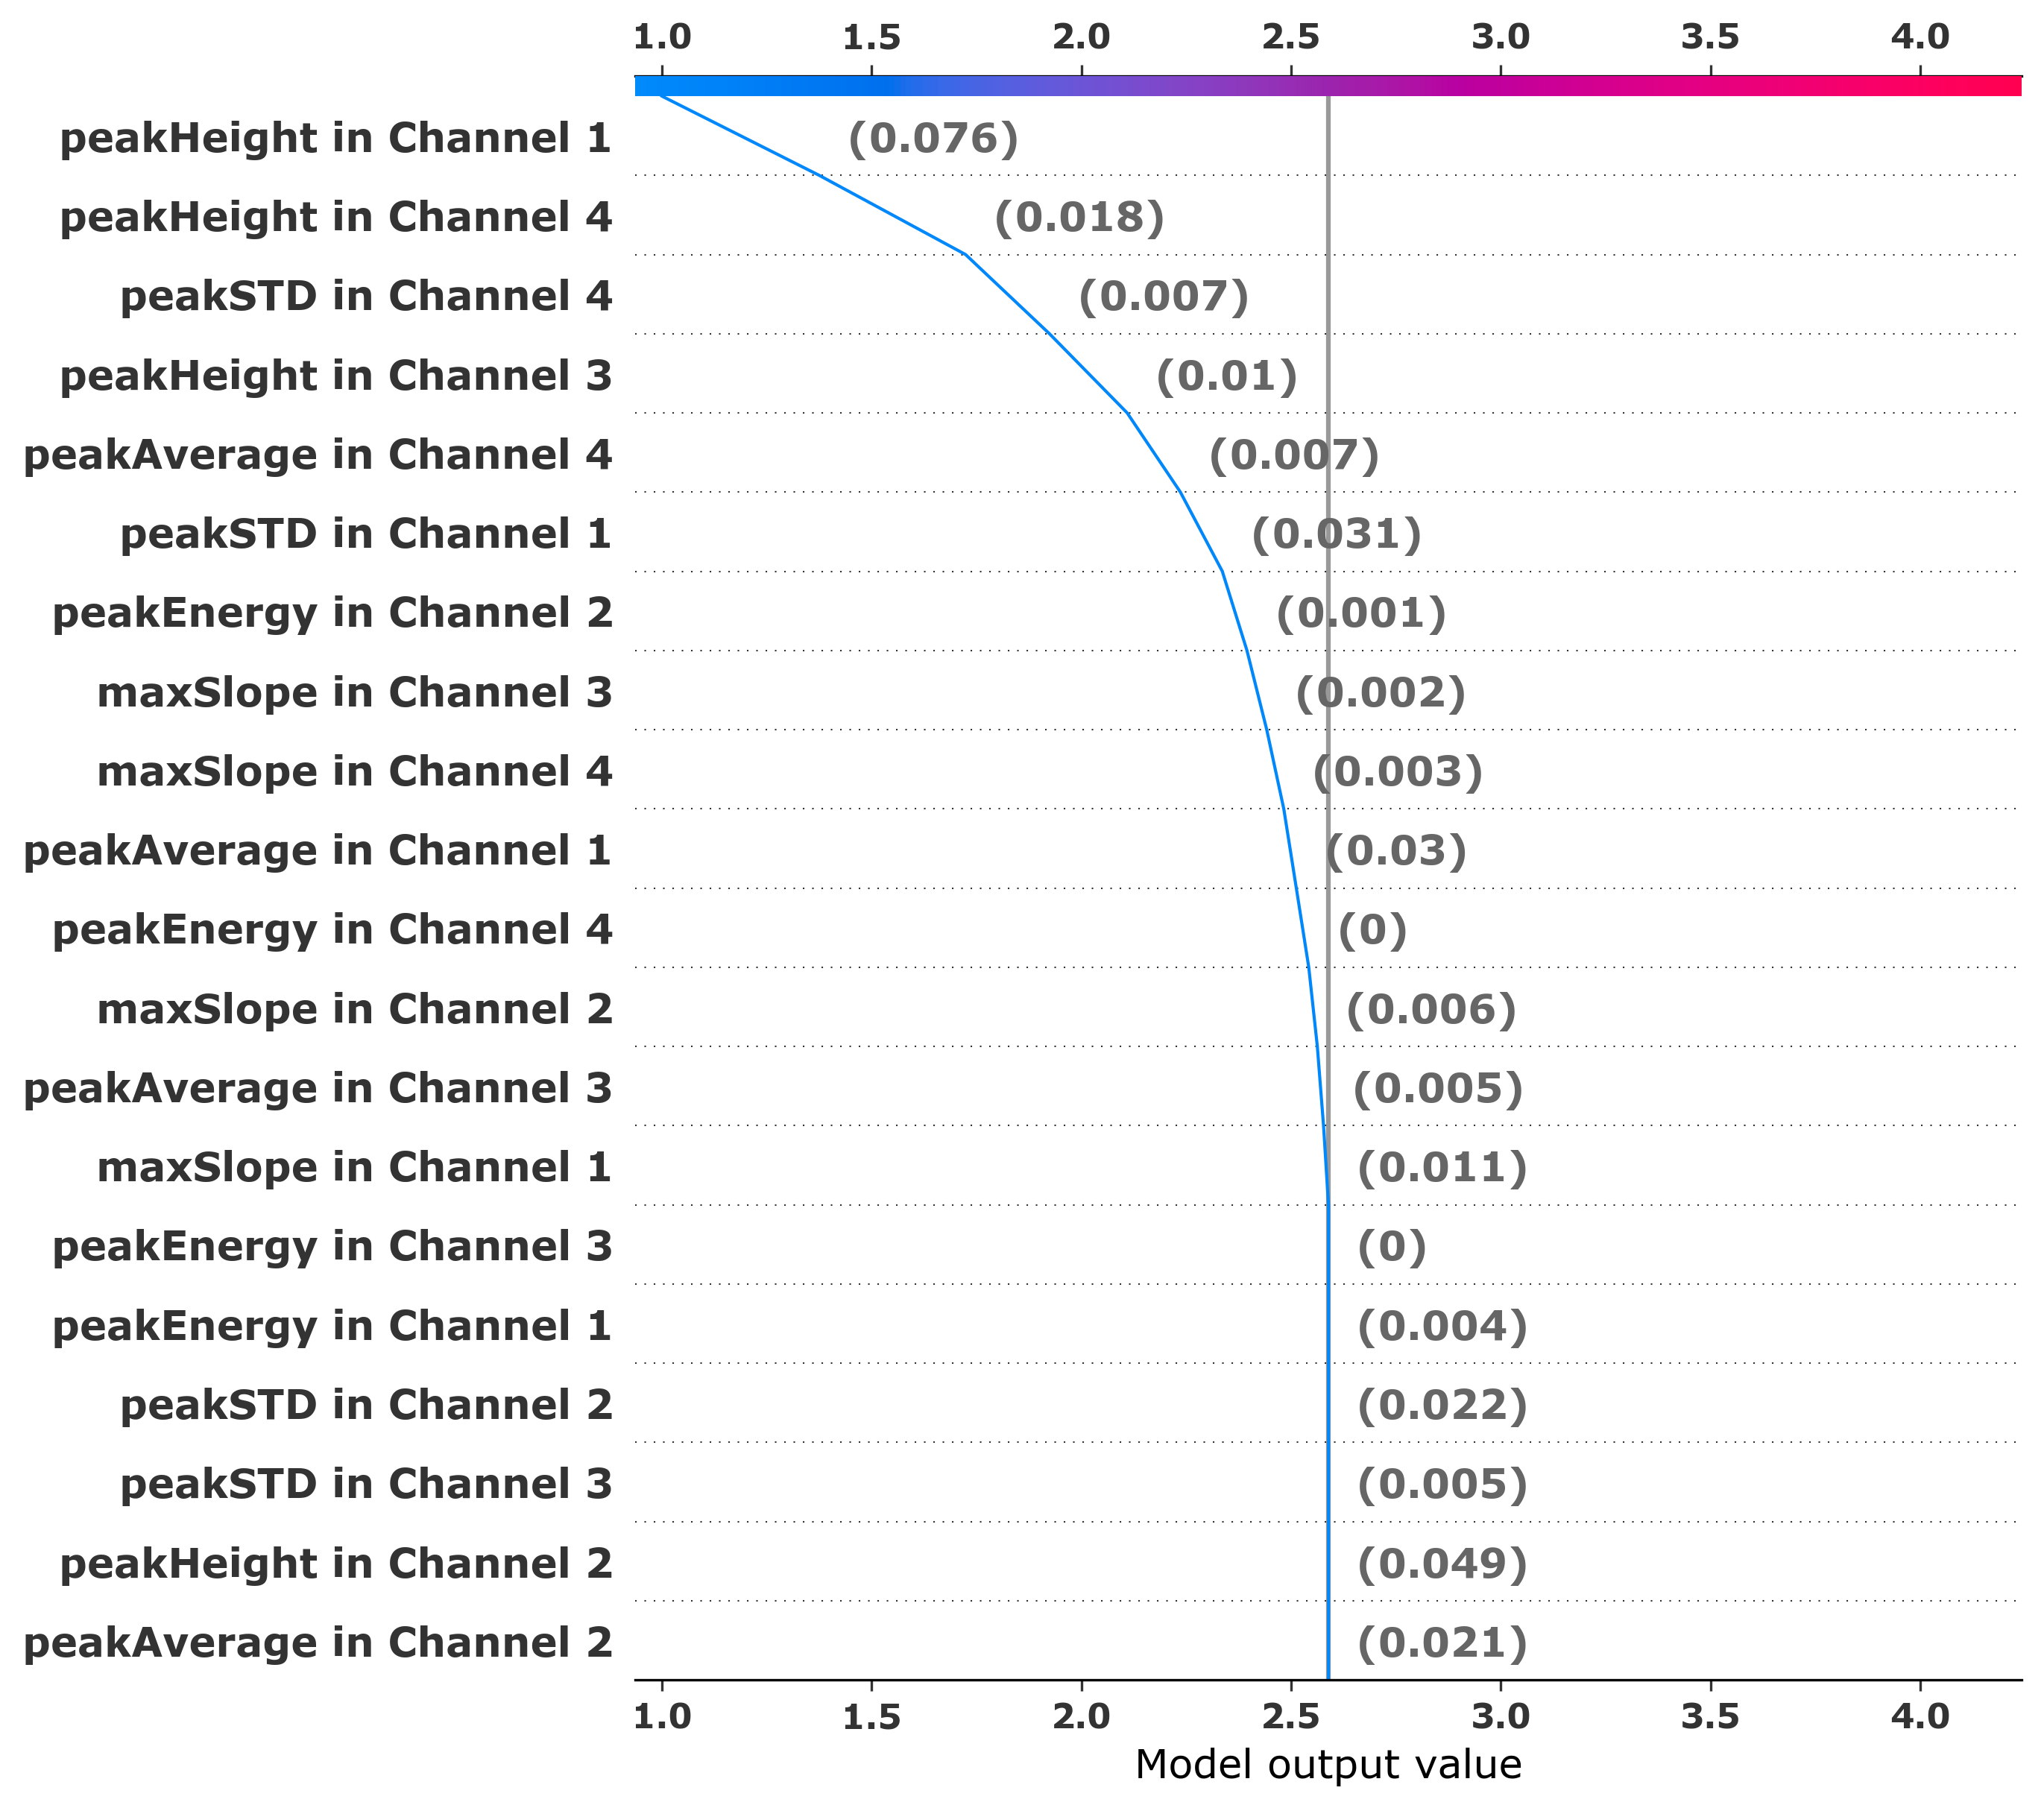 1.0 1.5 2.0 2.5 3.0 3.5 4.0
peakHeight in Channel 1 (0.076)
peakHeight in Channel 4 (0.018)
peakSTD in Channel 4 (0.007)
peakHeight in Channel 3 (0.01)
peakAverage in Channel 4 (0.007)
peakSTD in Channel 1 (0.031)
peakEnergy in Channel 2 (0.001)
maxSlope in Channel 3 (0.002)
maxSlope in Channel 4 (0.003)
peakAverage in Channel 1 (0.03)
peakEnergy in Channel 4 (0)
maxSlope in Channel 2 (0.006)
peakAverage in Channel 3 (0.005)
maxSlope in Channel 1 (0.011)
peakEnergy in Channel 3 (0)
peakEnergy in Channel 1 (0.004)
peakSTD in Channel 2 (0.022)
peakSTD in Channel 3 (0.005)
peakHeight in Channel 2 (0.049)
peakAverage in Channel 2 (0.021)
1.0 1.5 2.0 2.5 3.0 3.5 4.0
Model output value